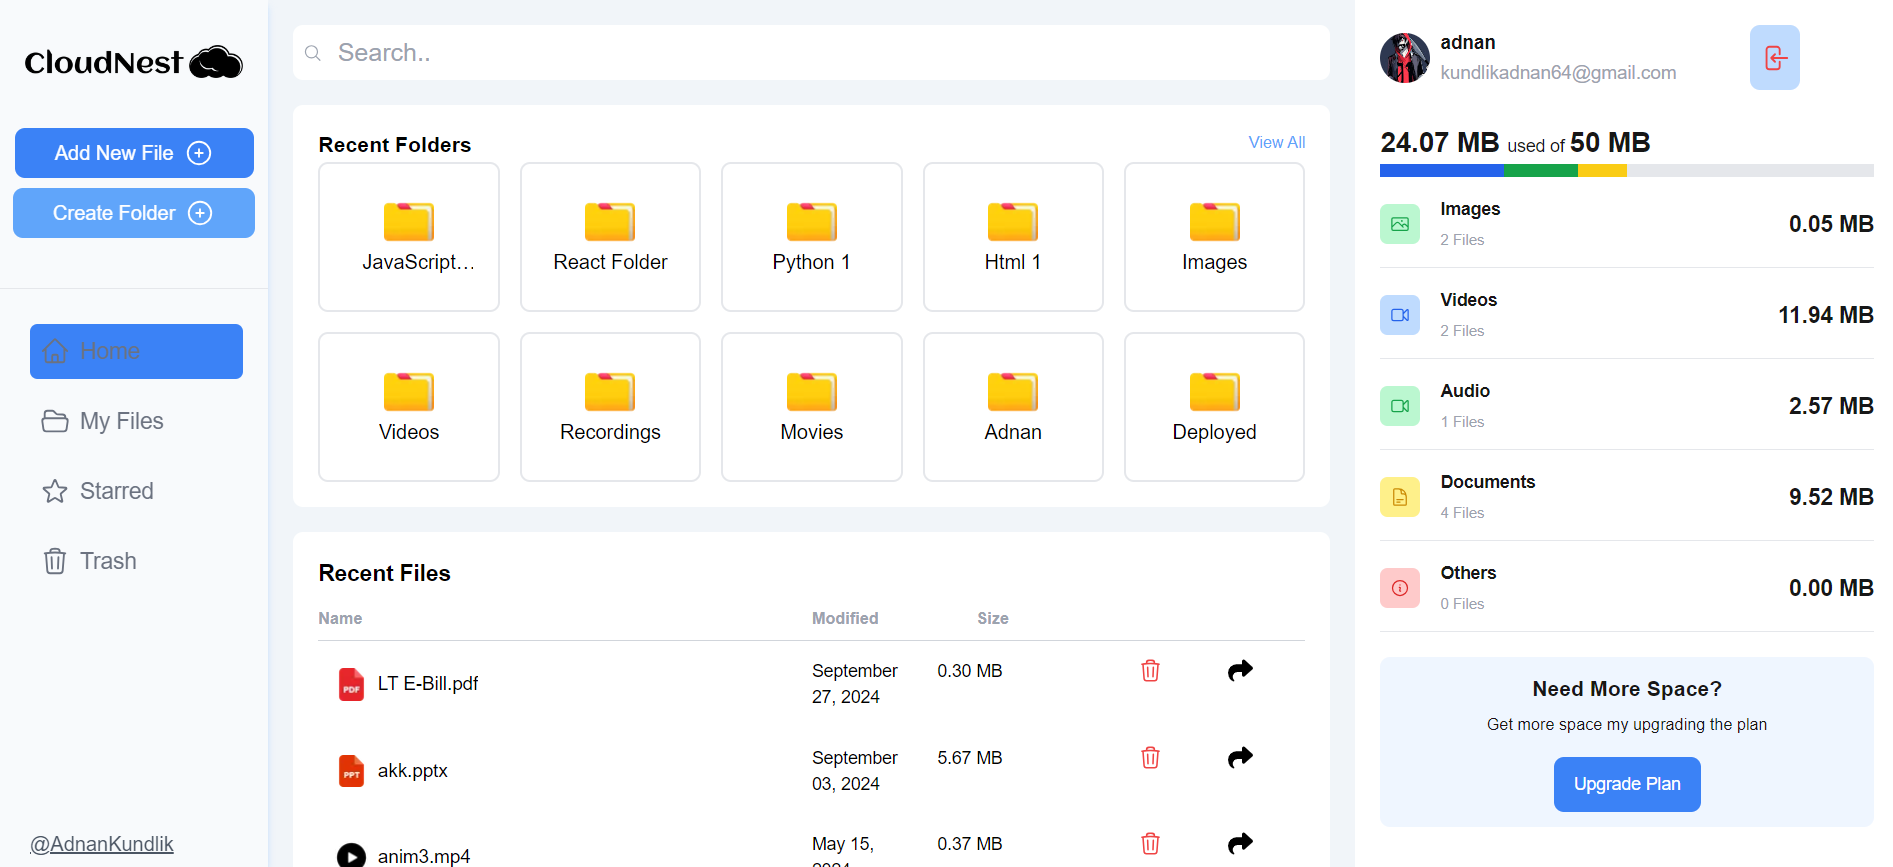 CloudNest
Add New File
Create Folder
Home
My Files
Starred
Trash
@AdnanKundlik
Search..
Recent Folders
View All
JavaScript…
React Folder
Python 1
Html 1
Images
Videos
Recordings
Movies
Adnan
Deployed
Recent Files
Name Modified Size
PDF LT E-Bill.pdf September 27, 2024 0.30 MB
PPT akk.pptx September 03, 2024 5.67 MB
anim3.mp4 May 15, 2024 0.37 MB
adnan
kundlikadnan64@gmail.com
24.07 MB used of 50 MB
Images
2 Files
0.05 MB
Videos
2 Files
11.94 MB
Audio
1 Files
2.57 MB
Documents
4 Files
9.52 MB
Others
0 Files
0.00 MB
Need More Space?
Get more space my upgrading the plan
Upgrade Plan